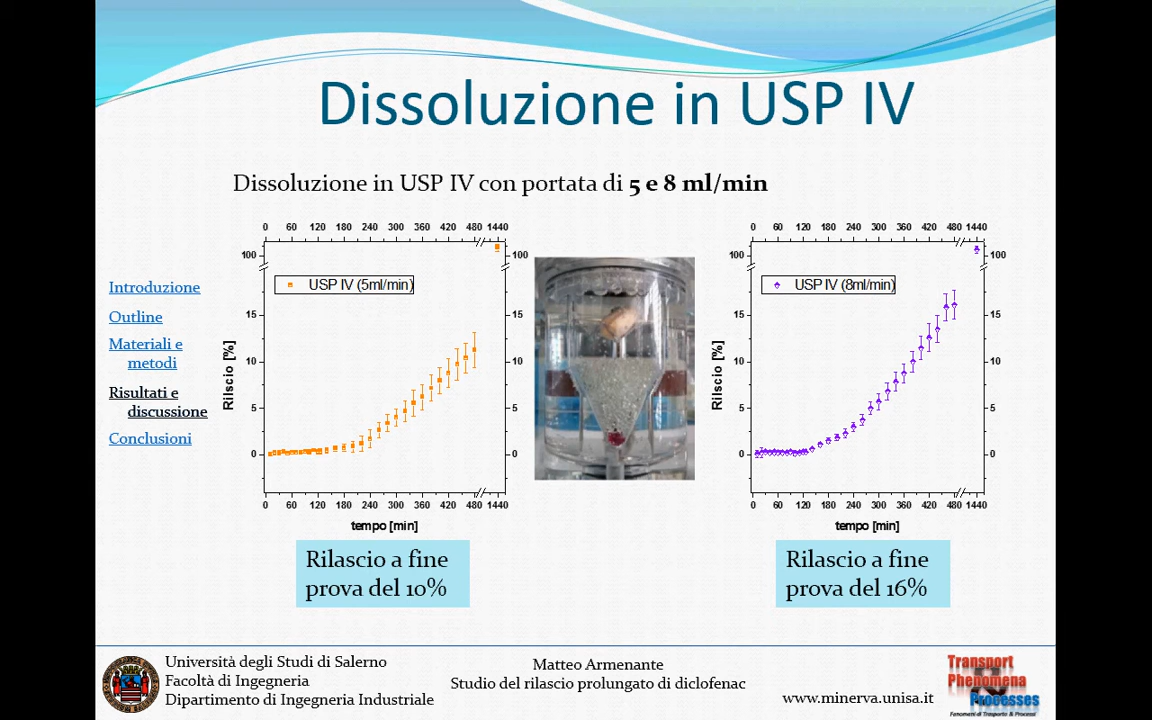 Dissoluzione in USP IV
Dissoluzione in USP IV con portata di 5 e 8 ml/min
Introduzione
Outline
Materiali e
metodi
Risultati e
discussione
Conclusioni
0 60 120 180 240 300 360 420 480 1440
100 100
USP IV (5ml/min)
15 15
10 10
5 5
0 0
Rilscio [%]
0 60 120 180 240 300 360 420 480 1440
tempo [min]
Rilascio a fine
prova del 10%
0 60 120 180 240 300 360 420 480 1440
100 100
USP IV (8ml/min)
15 15
10 10
5 5
0 0
Rilscio [%]
0 60 120 180 240 300 360 420 480 1440
tempo [min]
Rilascio a fine
prova del 16%
Università degli Studi di Salerno
Facoltà di Ingegneria
Dipartimento di Ingegneria Industriale
Matteo Armenante
Studio del rilascio prolungato di diclofenac
www.minerva.unisa.it
Transport
Phenomena
& Processes
Fenomeni di Trasporto & Processi